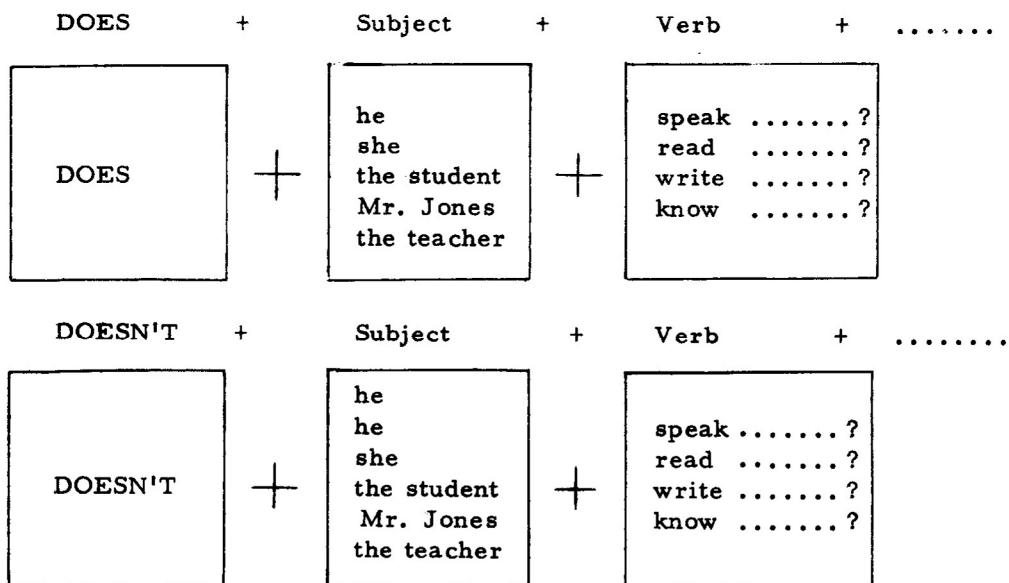 DOES + Subject + Verb + .......
DOES + he
she
the student
Mr. Jones
the teacher + speak .......?
read .......?
write .......?
know .......?
DOESN'T + Subject + Verb + ........
DOESN'T + he
he
she
the student
Mr. Jones
the teacher + speak .......?
read .......?
write .......?
know .......?